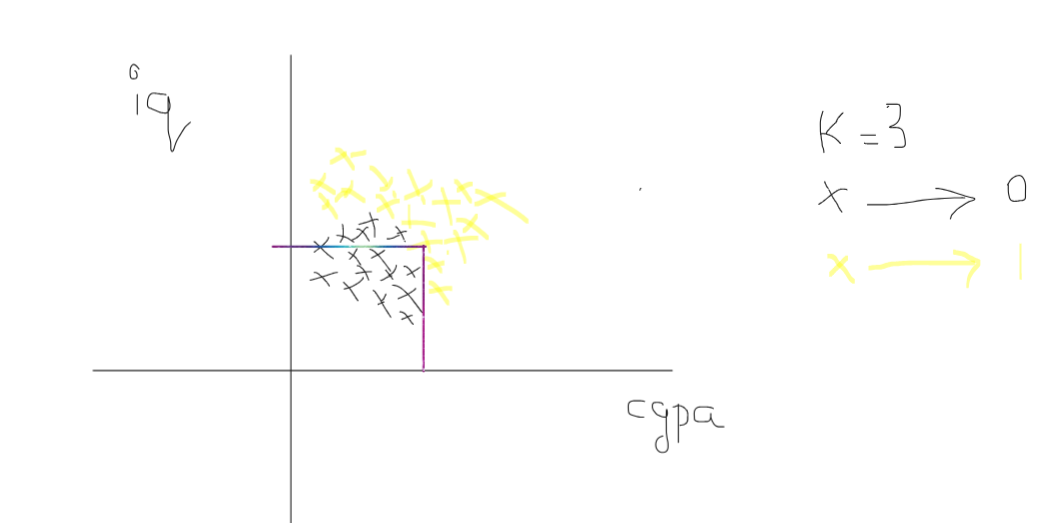 iq
K = 3
x → 0
x → 1
cgpa